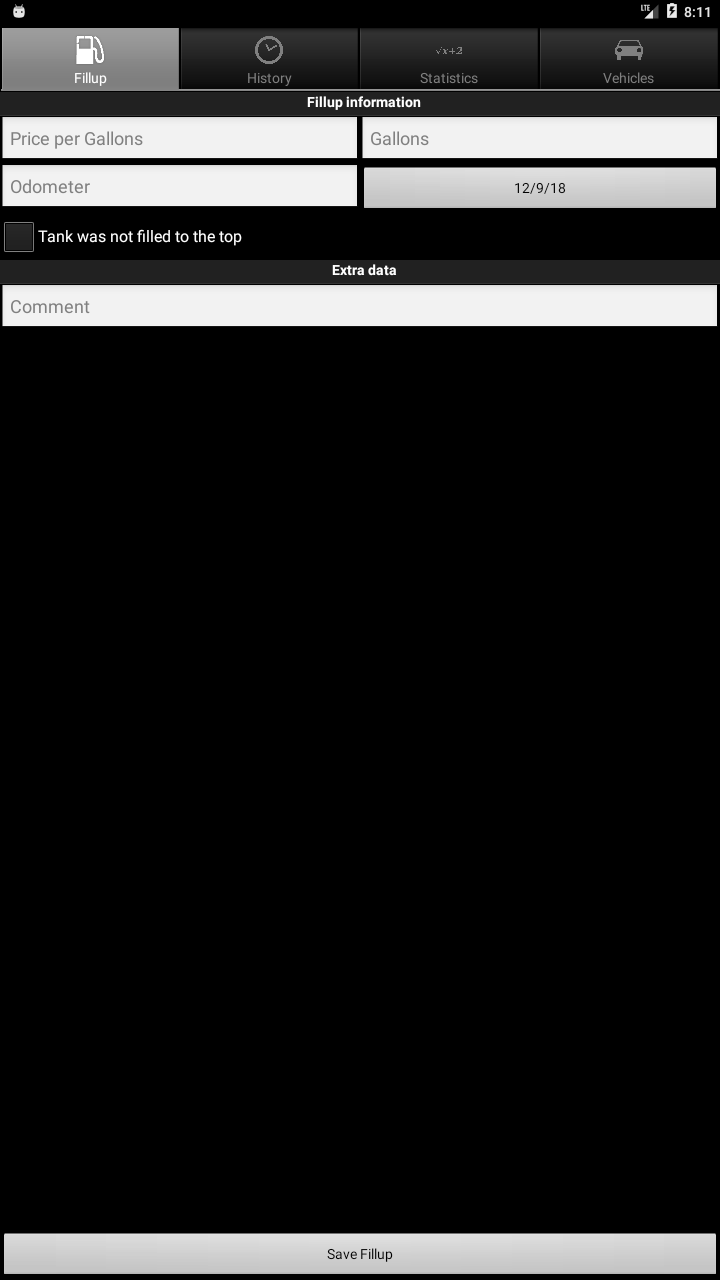 LTE 8:11
Fillup History √x+2 Statistics Vehicles
Fillup information
Price per Gallons Gallons
Odometer 12/9/18
Tank was not filled to the top
Extra data
Comment
Save Fillup